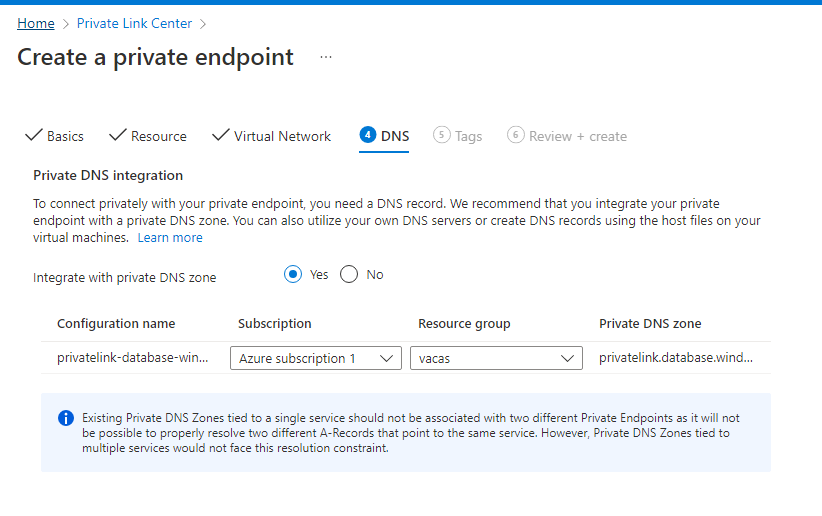 Home > Private Link Center >
Create a private endpoint ...
Basics Resource Virtual Network 4 DNS 5 Tags 6 Review + create
Private DNS integration
To connect privately with your private endpoint, you need a DNS record. We recommend that you integrate your private
endpoint with a private DNS zone. You can also utilize your own DNS servers or create DNS records using the host files on your
virtual machines. Learn more
Integrate with private DNS zone Yes No
Configuration name Subscription Resource group Private DNS zone
privatelink-database-win... Azure subscription 1 vacas privatelink.database.wind...
Existing Private DNS Zones tied to a single service should not be associated with two different Private Endpoints as it will not
be possible to properly resolve two different A-Records that point to the same service. However, Private DNS Zones tied to
multiple services would not face this resolution constraint.